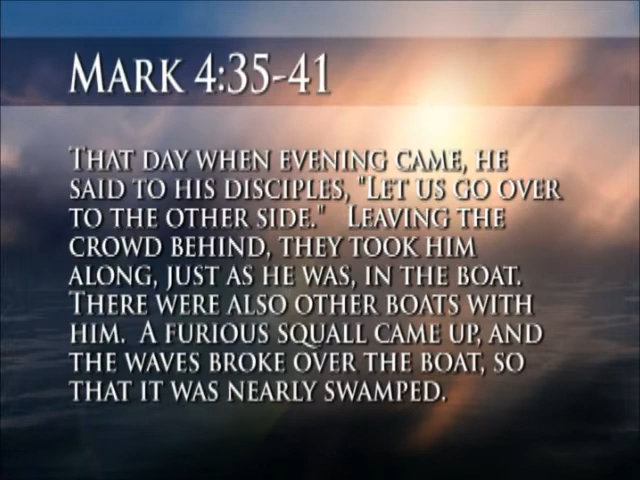 Mark 4:35-41
That day when evening came, he
said to his disciples, "Let us go over
to the other side."  Leaving the
crowd behind, they took him
along, just as he was, in the boat.
There were also other boats with
him.  A furious squall came up, and
the waves broke over the boat, so
that it was nearly swamped.